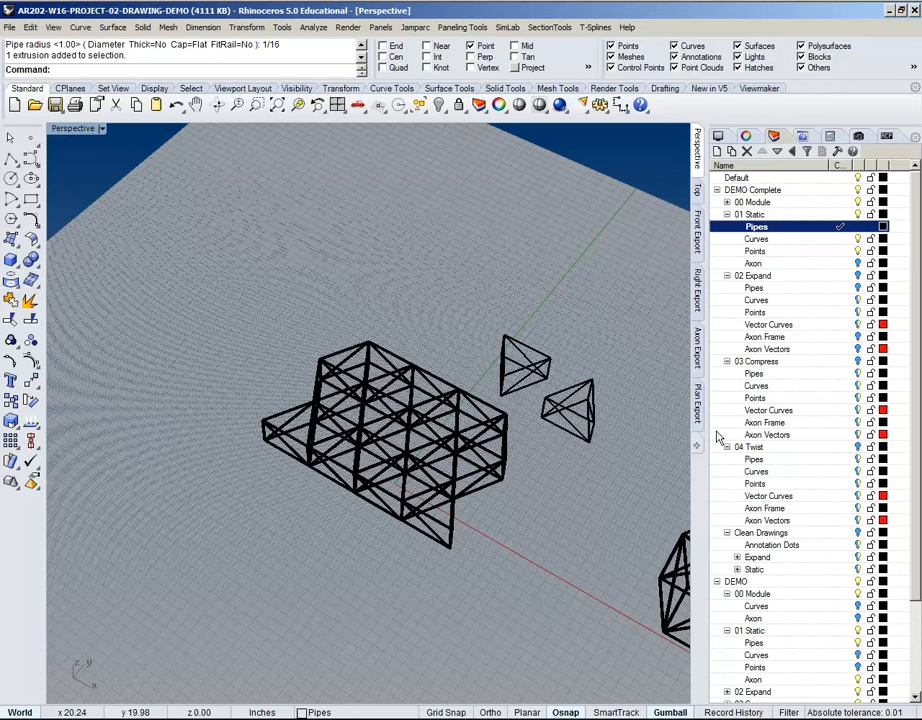 AR202-W16-PROJECT-02-DRAWING-DEMO (4111 KB) - Rhinoceros 5.0 Educational - [Perspective]
File Edit View Curve Surface Solid Mesh Dimension Transform Tools Analyze Render Panels Jamparc Paneling Tools SimLab SectionTools T-Splines Help
Pipe radius <1.00> ( Diameter Thick=No Cap=Flat FitRail=No ): 1/16
1 extrusion added to selection.
Command:
End Near Point Mid
Cen Int Perp Tan
Quad Knot Vertex Project »
Points Curves Surfaces Polysurfaces
Meshes Annotations Lights Blocks
Control Points Point Clouds Hatches Others
Standard CPlanes Set View Display Select Viewport Layout Visibility Transform Curve Tools Surface Tools Solid Tools Mesh Tools Render Tools Drafting New in V5 Viewmaker
Perspective
Perspective
Top
Front Export
Right Export
Axon Export
Plan Export
Name C...
Default
DEMO Complete
00 Module
01 Static
Pipes
Curves
Points
Axon
02 Expand
Pipes
Curves
Points
Vector Curves
Axon Frame
Axon Vectors
03 Compress
Pipes
Curves
Points
Vector Curves
Axon Frame
Axon Vectors
04 Twist
Pipes
Curves
Points
Vector Curves
Axon Frame
Axon Vectors
Clean Drawings
Annotation Dots
Expand
Static
DEMO
00 Module
Curves
Axon
01 Static
Pipes
Curves
Points
Axon
02 Expand
z y
x
World x 20.24 y 19.98 z 0.00 Inches Pipes Grid Snap Ortho Planar Osnap SmartTrack Gumball Record History Filter Absolute tolerance: 0.01